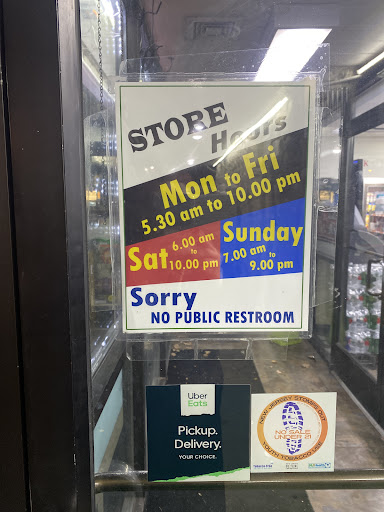 STORE
Hours
Mon to Fri
5.30 am to 10.00 pm
Sat 6.00 am
to
10.00 pm
Sunday
7.00 am
to
9.00 pm
Sorry
NO PUBLIC RESTROOM
Uber
Eats
Pickup.
Delivery.
YOUR CHOICE.
NO SALE
UNDER 21